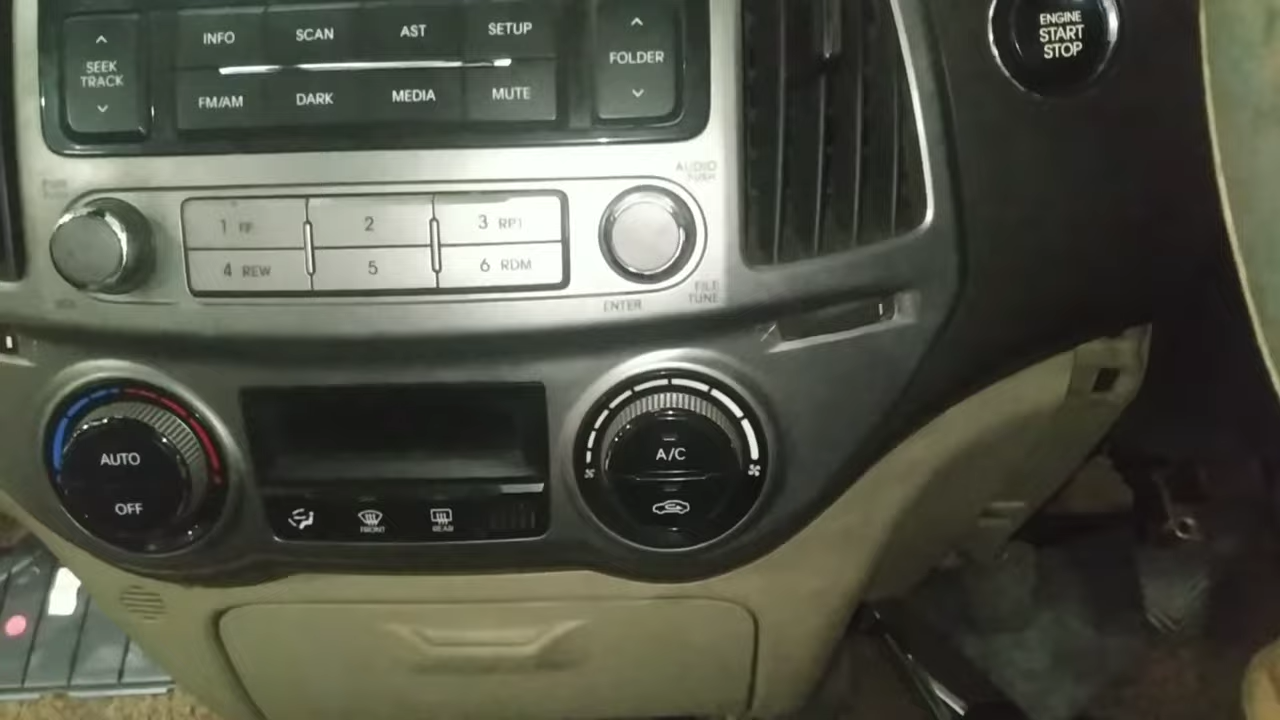 ENGINE
START
STOP
SEEK
TRACK
INFO
SCAN
AST
SETUP
FOLDER
FM/AM
DARK
MEDIA
MUTE
AUDIO
PUSH
1
2
3 RPT
4 REW
5
6 RDM
ENTER
FILE
TUNE
AUTO
OFF
FRONT
REAR
A/C